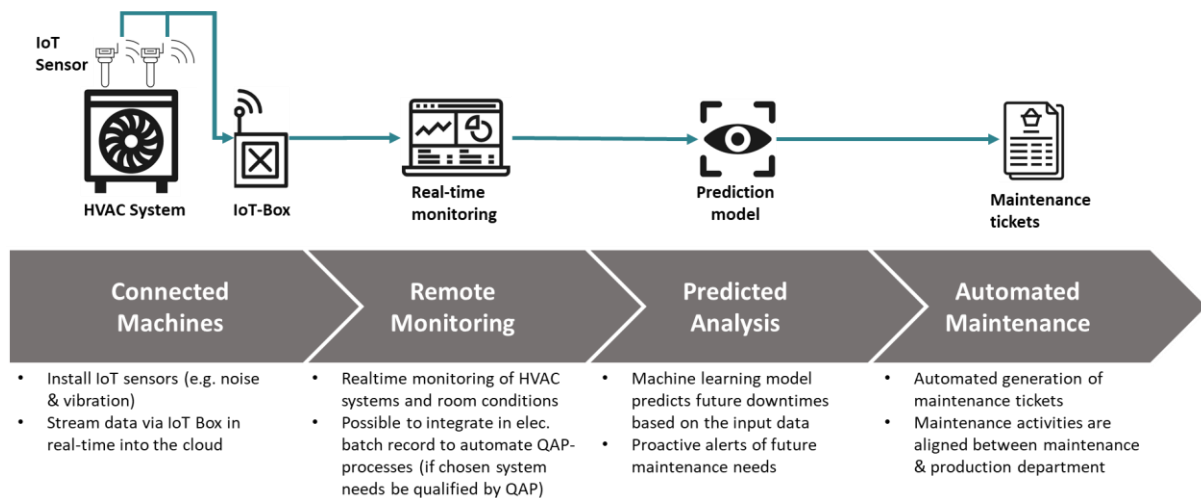 IoT
Sensor
HVAC System
IoT-Box
Real-time
monitoring
Prediction
model
Maintenance
tickets
Connected
Machines
Remote
Monitoring
Predicted
Analysis
Automated
Maintenance
• Install IoT sensors (e.g. noise
& vibration)
• Stream data via IoT Box in
real-time into the cloud
• Realtime monitoring of HVAC
systems and room conditions
• Possible to integrate in elec.
batch record to automate QAP-
processes (if chosen system
needs be qualified by QAP)
• Machine learning model
predicts future downtimes
based on the input data
• Proactive alerts of future
maintenance needs
• Automated generation of
maintenance tickets
• Maintenance activities are
aligned between maintenance
& production department